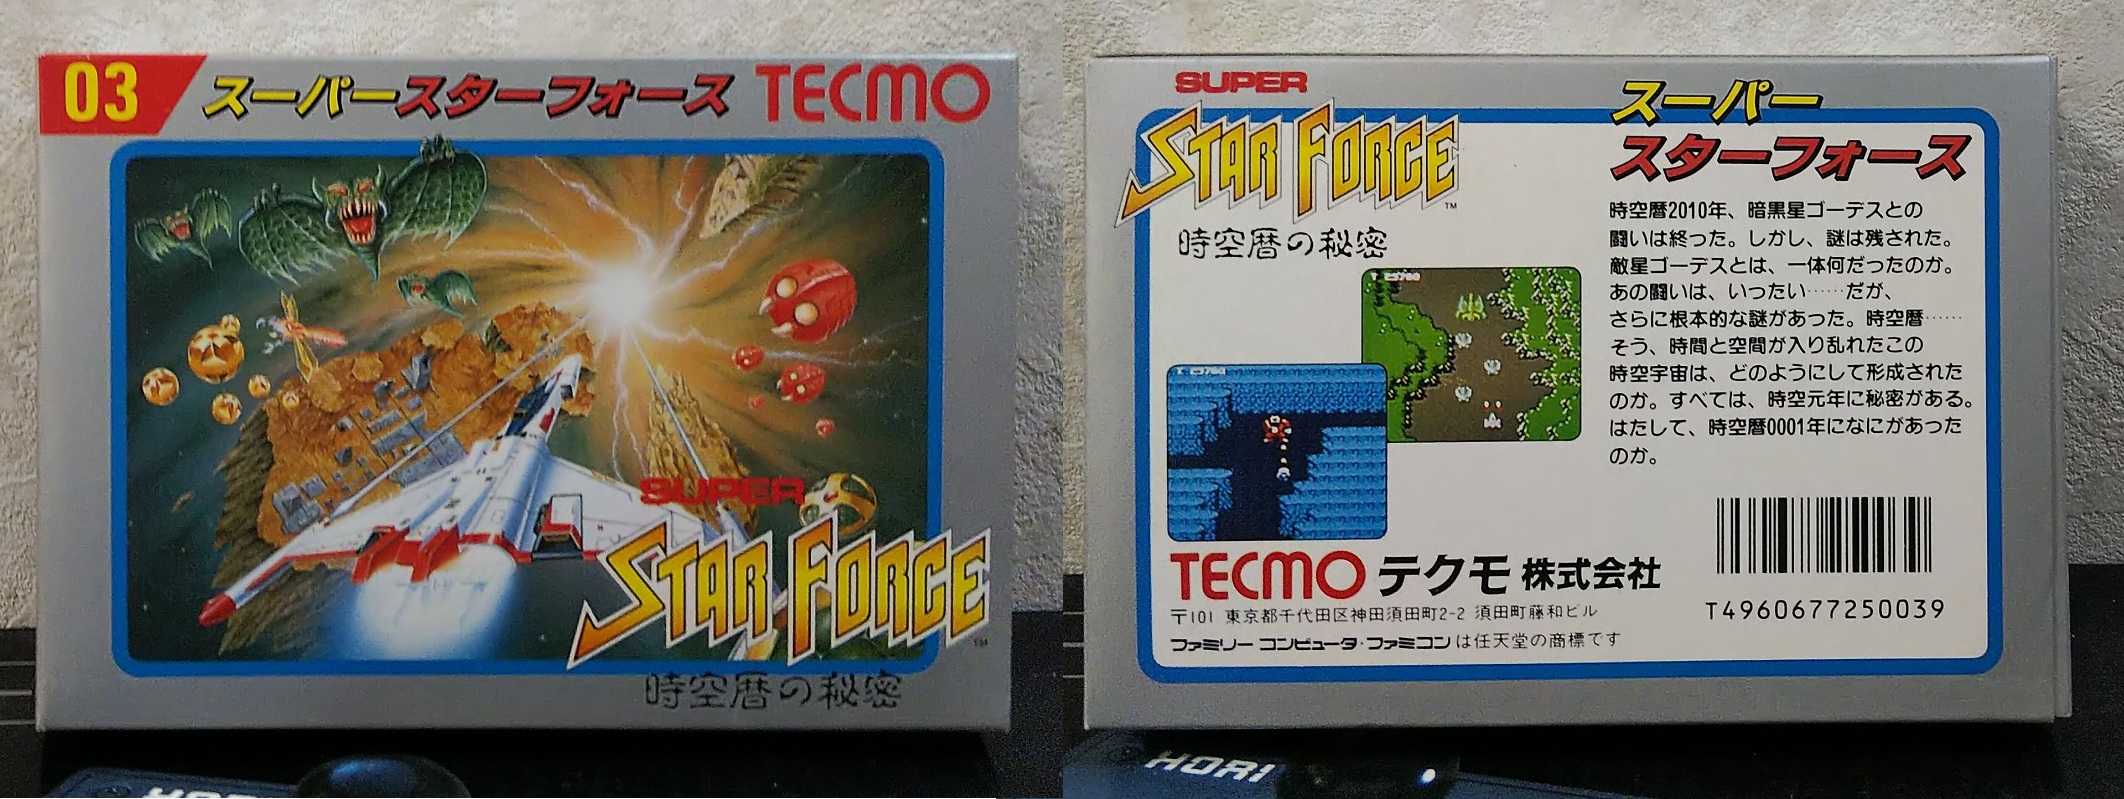 03
スーパースターフォース
TECMO
SUPER
STAR FORCE
TM
時空暦の秘密
SUPER
STAR FORCE
TM
時空暦の秘密
スーパー
スターフォース
時空暦2010年、暗黒星ゴーデスとの
闘いは終った。しかし、謎は残された。
敵星ゴーデスとは、一体何だったのか。
あの闘いは、いったい……だが、
さらに根本的な謎があった。時空暦……
そう、時間と空間が入り乱れたこの
時空宇宙は、どのようにして形成された
のか。すべては、時空元年に秘密がある。
はたして、時空暦0001年になにがあった
のか。
TECMO テクモ株式会社
〒101 東京都千代田区神田須田町2-2 須田町藤和ビル
ファミリーコンピュータ・ファミコンは任天堂の商標です
T4960677250039
HORI
HORI